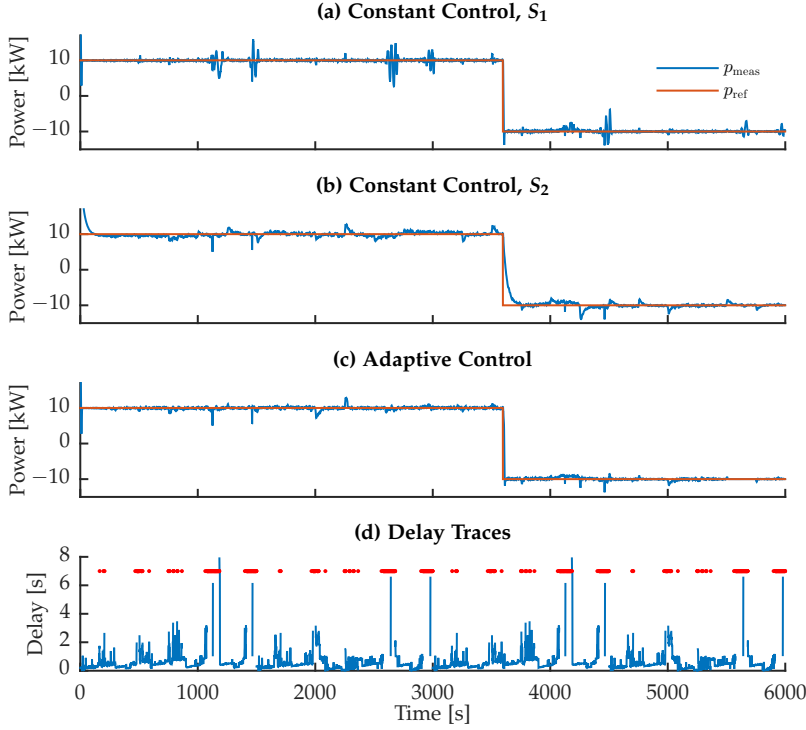 (a) Constant Control, S1
Power [kW]
10
0
−10
pmeas
pref
(b) Constant Control, S2
Power [kW]
10
0
−10
(c) Adaptive Control
Power [kW]
10
0
−10
(d) Delay Traces
Delay [s]
8
6
4
2
0
0 1000 2000 3000 4000 5000 6000
Time [s]